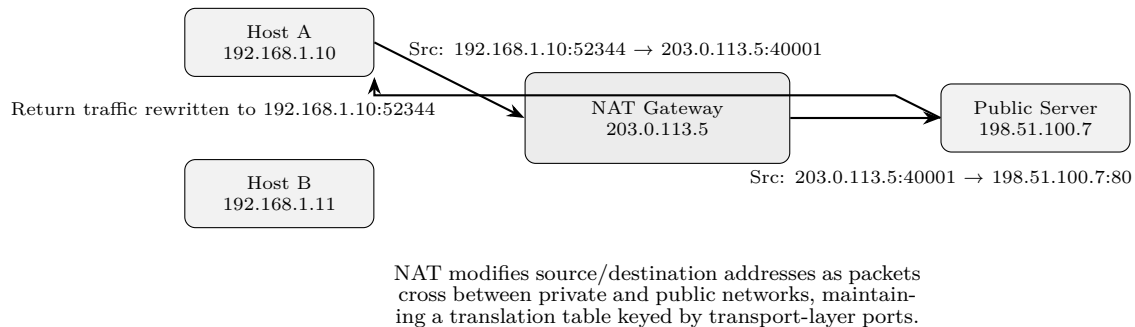 Host A
192.168.1.10
Src: 192.168.1.10:52344 → 203.0.113.5:40001
Return traffic rewritten to 192.168.1.10:52344
NAT Gateway
203.0.113.5
Public Server
198.51.100.7
Src: 203.0.113.5:40001 → 198.51.100.7:80
Host B
192.168.1.11
NAT modifies source/destination addresses as packets
cross between private and public networks, maintain-
ing a translation table keyed by transport-layer ports.